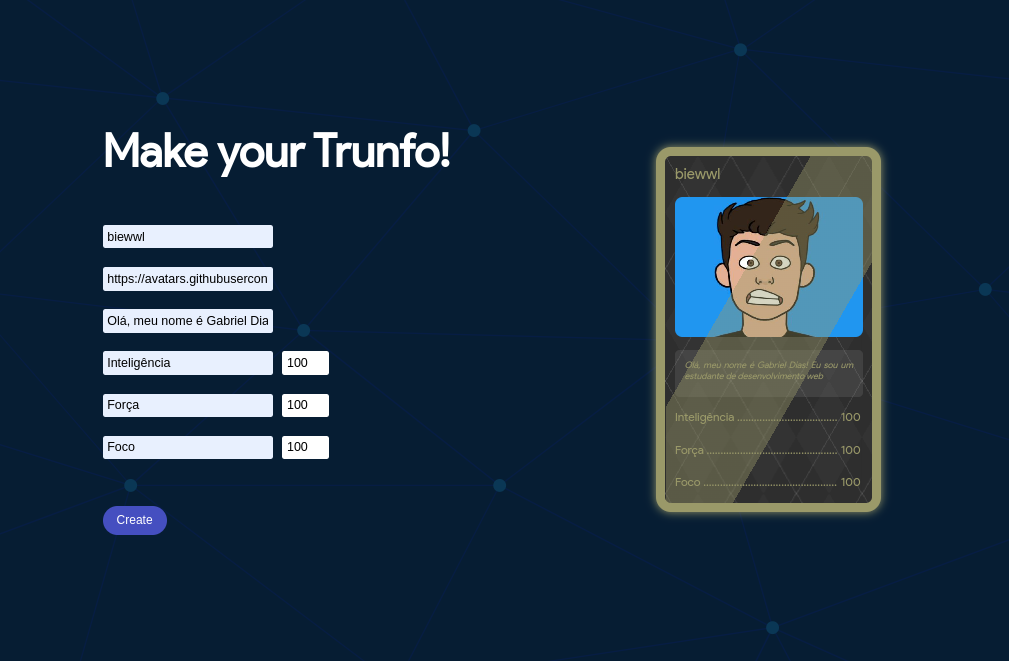 Make your Trunfo!
biewwl
https://avatars.githubusercon
Olá, meu nome é Gabriel Dia
Inteligência 100
Força 100
Foco 100
Create
biewwl
Olá, meu nome é Gabriel Dias! Eu sou um
estudante de desenvolvimento web
Inteligência ........................................ 100
Força ........................................ 100
Foco ........................................ 100